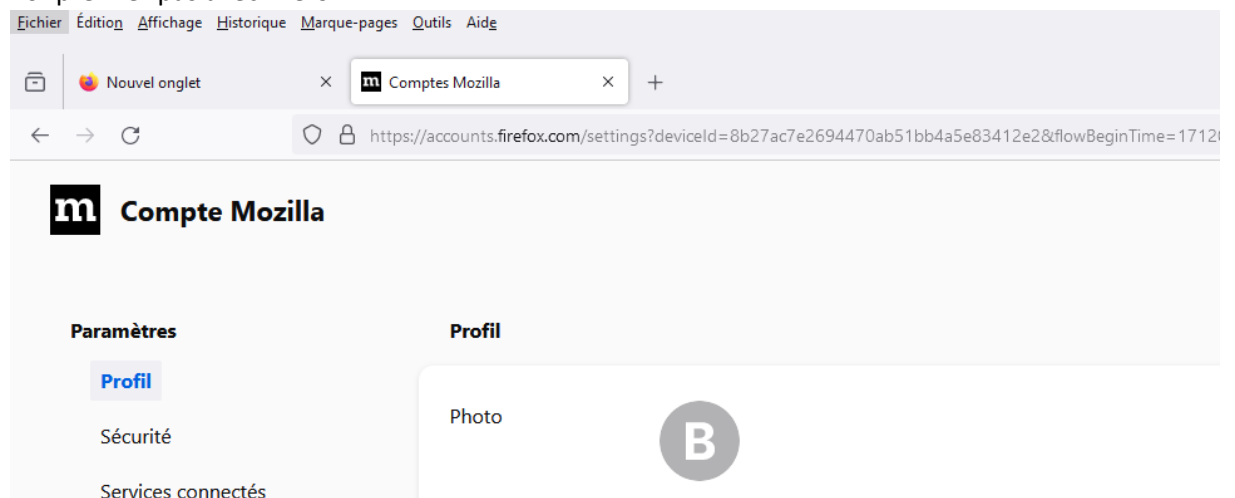 Fichier Édition Affichage Historique Marque-pages Outils Aide
Nouvel onglet
Comptes Mozilla
https://accounts.firefox.com/settings?deviceId=8b27ac7e2694470ab51bb4a5e83412e2&flowBeginTime=1712
m Compte Mozilla
Paramètres
Profil
Profil
Photo
B
Sécurité
Services connectés